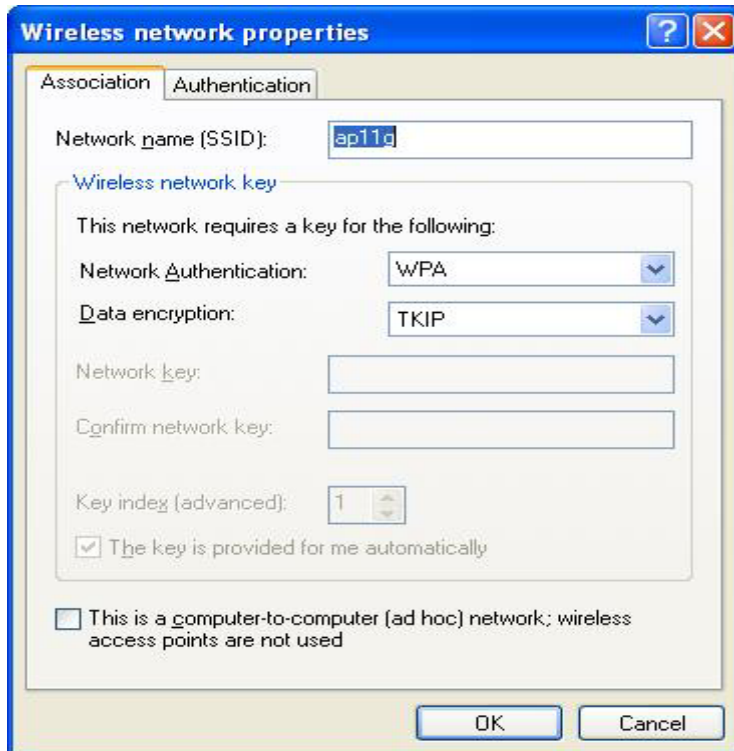 Wireless network properties
Association Authentication
Network name (SSID): ap11g
Wireless network key
This network requires a key for the following:
Network Authentication: WPA
Data encryption: TKIP
Network key:
Confirm network key:
Key index (advanced): 1
The key is provided for me automatically
This is a computer-to-computer (ad hoc) network; wireless
access points are not used
OK Cancel